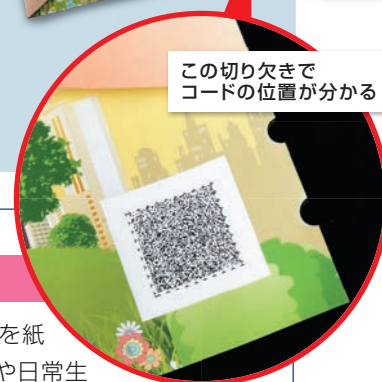 この切り欠きで
コードの位置が分かる
を紙
や日常生